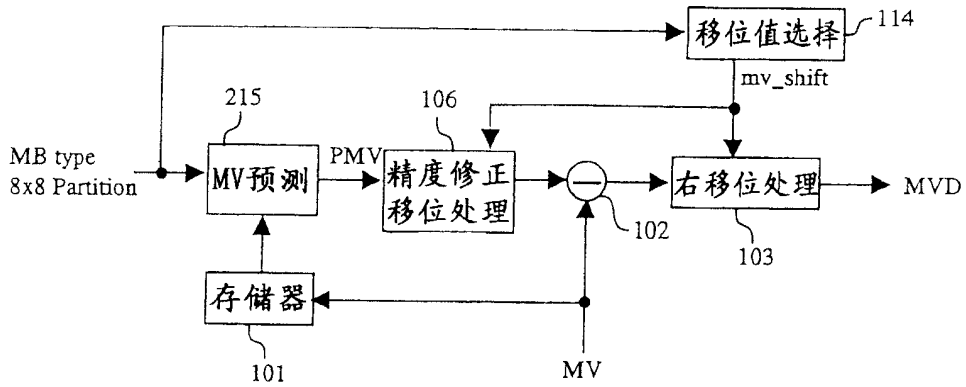 移位值选择
114
mv_shift
215
106
MB type
8x8 Partition
MV预测
PMV
精度修正
移位处理
102
右移位处理
MVD
103
存储器
101
MV